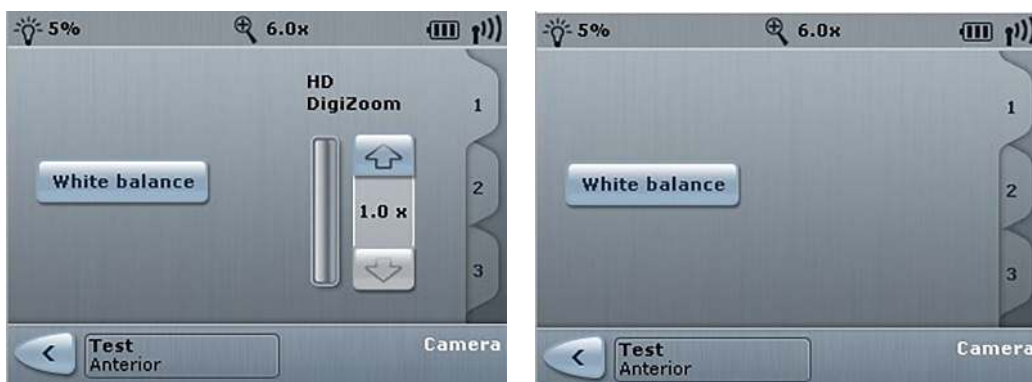 5% 6.0x
HD
DigiZoom
1
White balance
2
1.0 x
3
Test
Anterior
Camera
5% 6.0x
1
White balance
2
3
Test
Anterior
Camera